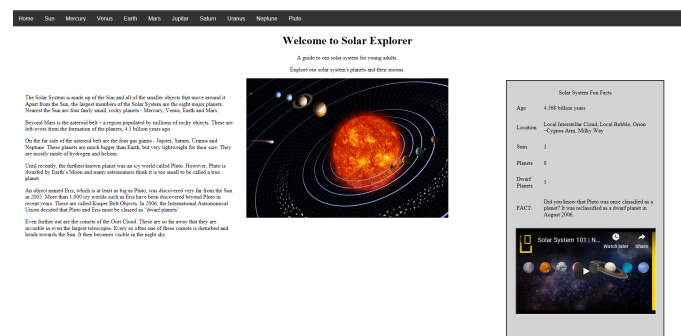 Home Sun Mercury Venus Earth Mars Jupitar Saturn Uranus Neptune Pluto
Welcome to Solar Explorer
A guide to our solar system for young adults.
Explore our solar system's planets and their moons.
The Solar System is made up of the Sun and all of the smaller objects that move around it.
Apart from the Sun, the largest members of the Solar System are the eight major planets.
Nearest the Sun are four fairly small, rocky planets - Mercury, Venus, Earth and Mars.
Beyond Mars is the asteroid belt – a region populated by millions of rocky objects. These are
left-overs from the formation of the planets, 4.5 billion years ago.
On the far side of the asteroid belt are the four gas giants - Jupiter, Saturn, Uranus and
Neptune. These planets are much bigger than Earth, but very lightweight for their size. They
are mostly made of hydrogen and helium.
Until recently, the furthest known planet was an icy world called Pluto. However, Pluto is
dwarfed by Earth's Moon and many astronomers think it is too small to be called a true
planet.
An object named Eris, which is at least as big as Pluto, was discovered very far from the Sun
in 2005. More than 1,000 icy worlds such as Eris have been discovered beyond Pluto in
recent years. These are called Kuiper Belt Objects. In 2006, the International Astronomical
Union decided that Pluto and Eris must be classed as "dwarf planets".
Even further out are the comets of the Oort Cloud. These are so far away that they are
invisible in even the largest telescopes. Every so often one of these comets is disturbed and
heads towards the Sun. It then becomes visible in the night sky.
Solar System Fun Facts
Age 4.568 billion years
Location Local Interstellar Cloud, Local Bubble, Orion
–Cygnus Arm, Milky Way
Suns 1
Planets 8
Dwarf
Planets 5
FACT: Did you know that Pluto was once classified as a
planet? It was reclassified as a dwarf planet in
August 2006.
Solar System 101 | N...
Watch later Share